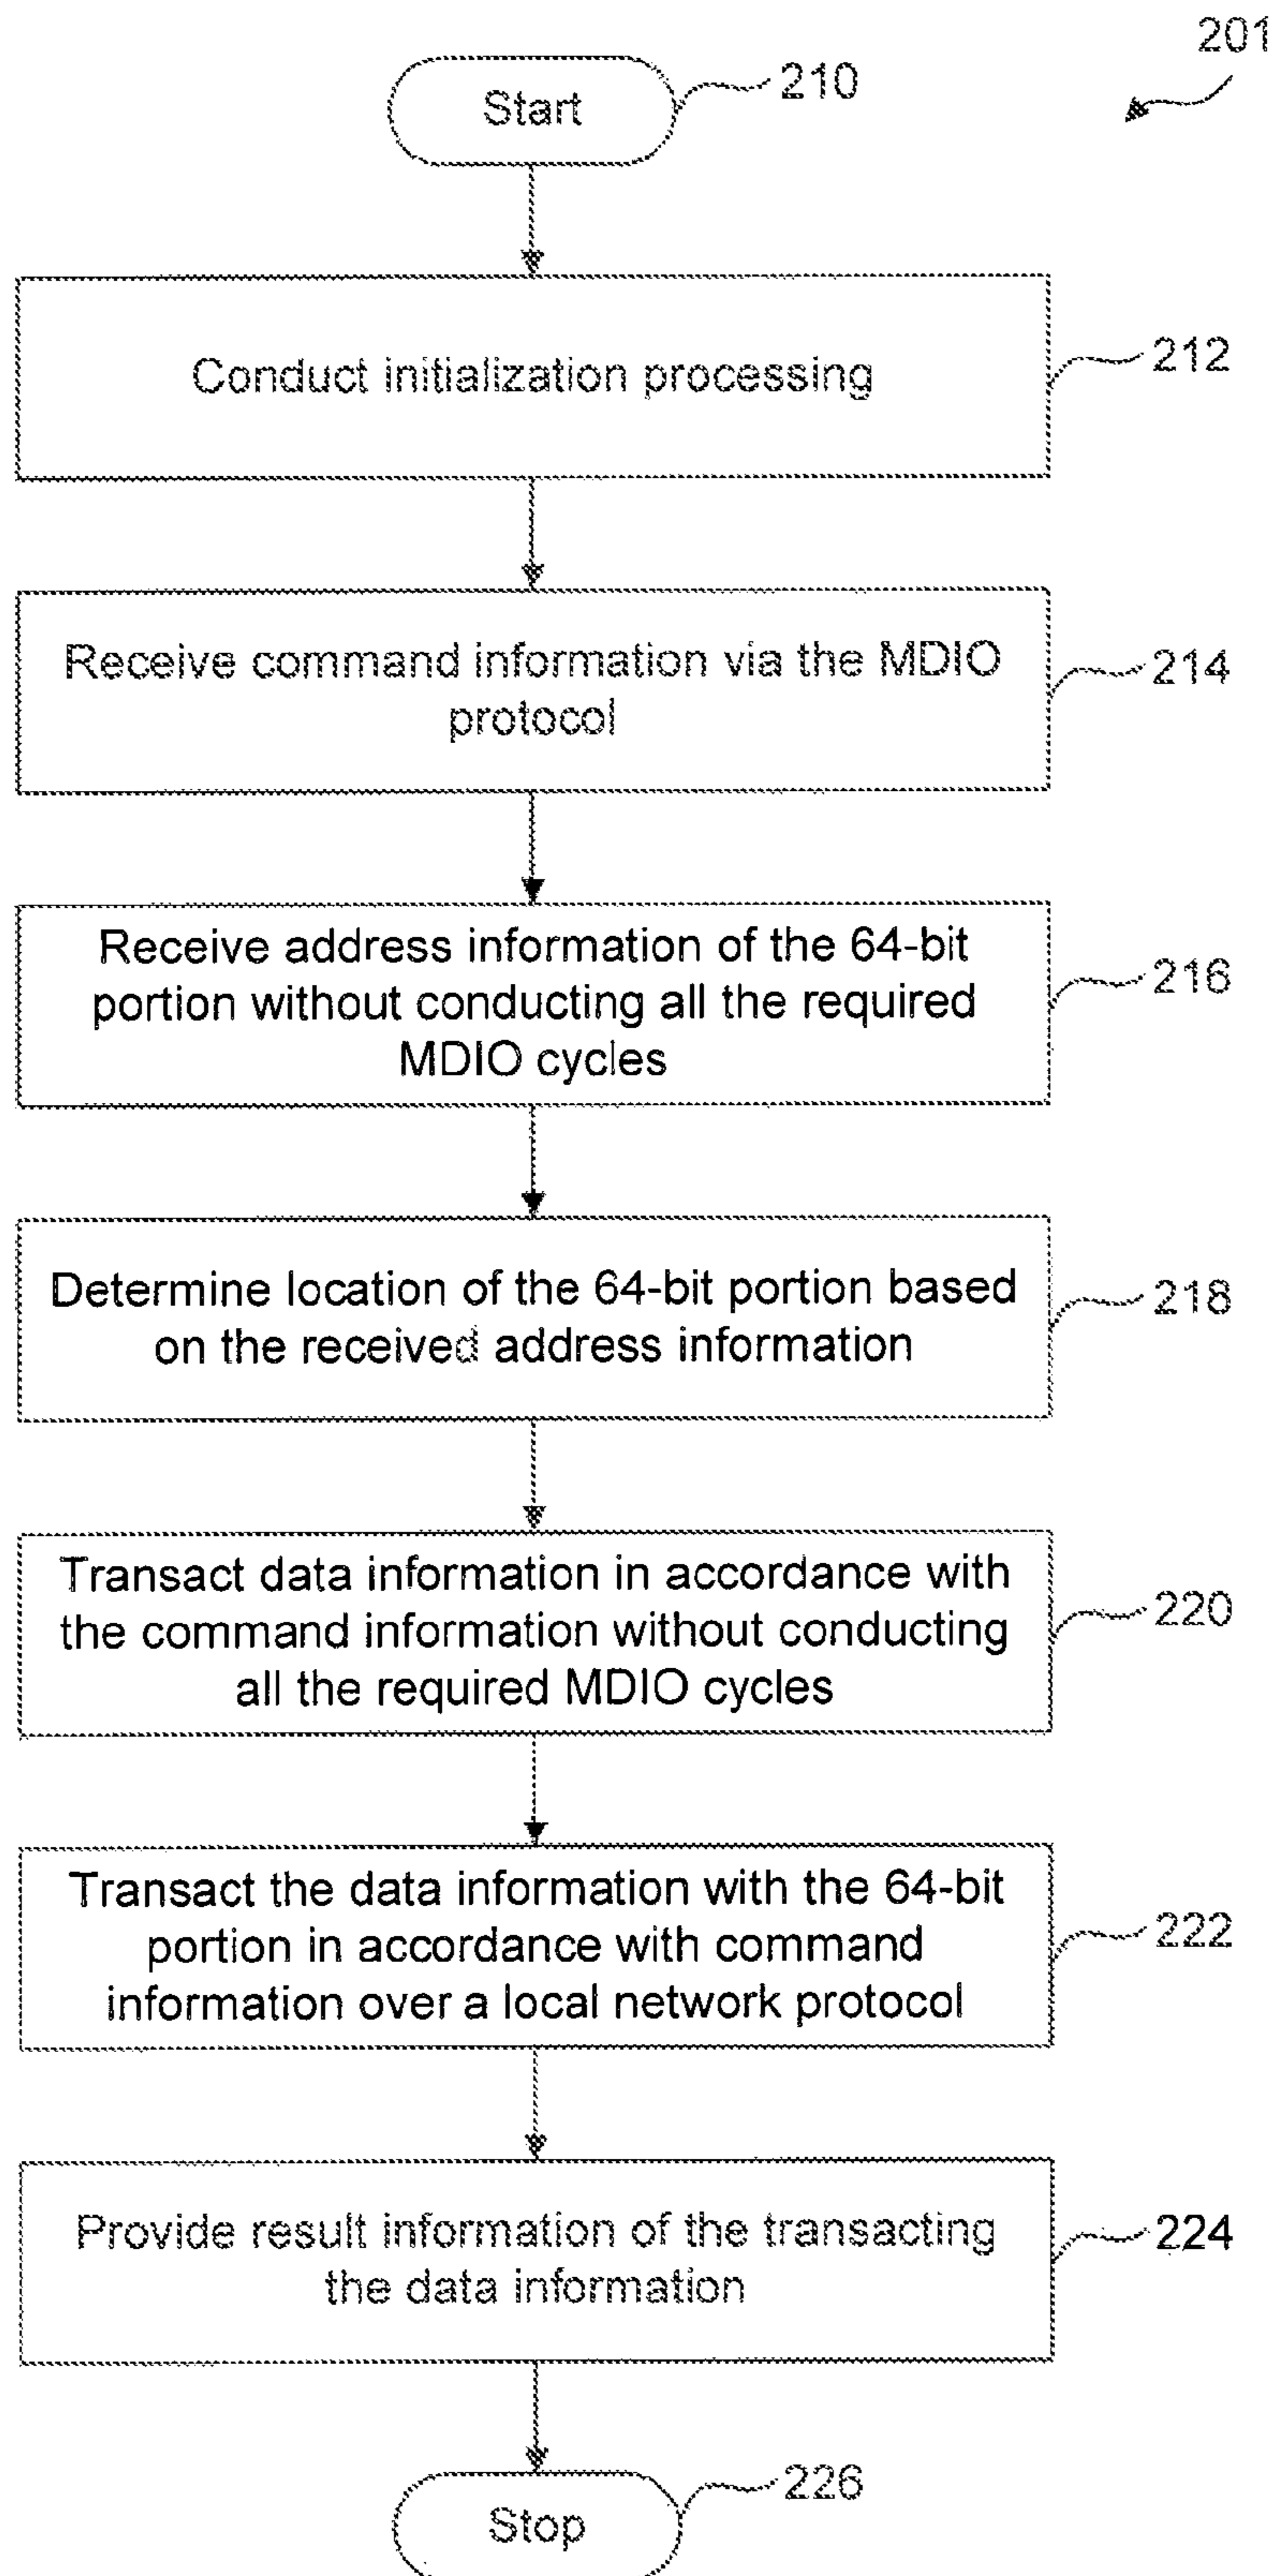 201
Start
210
Conduct initialization processing
212
Receive command information via the MDIO
protocol
214
Receive address information of the 64-bit
portion without conducting all the required
MDIO cycles
216
Determine location of the 64-bit portion based
on the received address information
218
Transact data information in accordance with
the command information without conducting
all the required MDIO cycles
220
Transact the data information with the 64-bit
portion in accordance with command
information over a local network protocol
222
Provide result information of the transacting
the data information
224
Stop
226